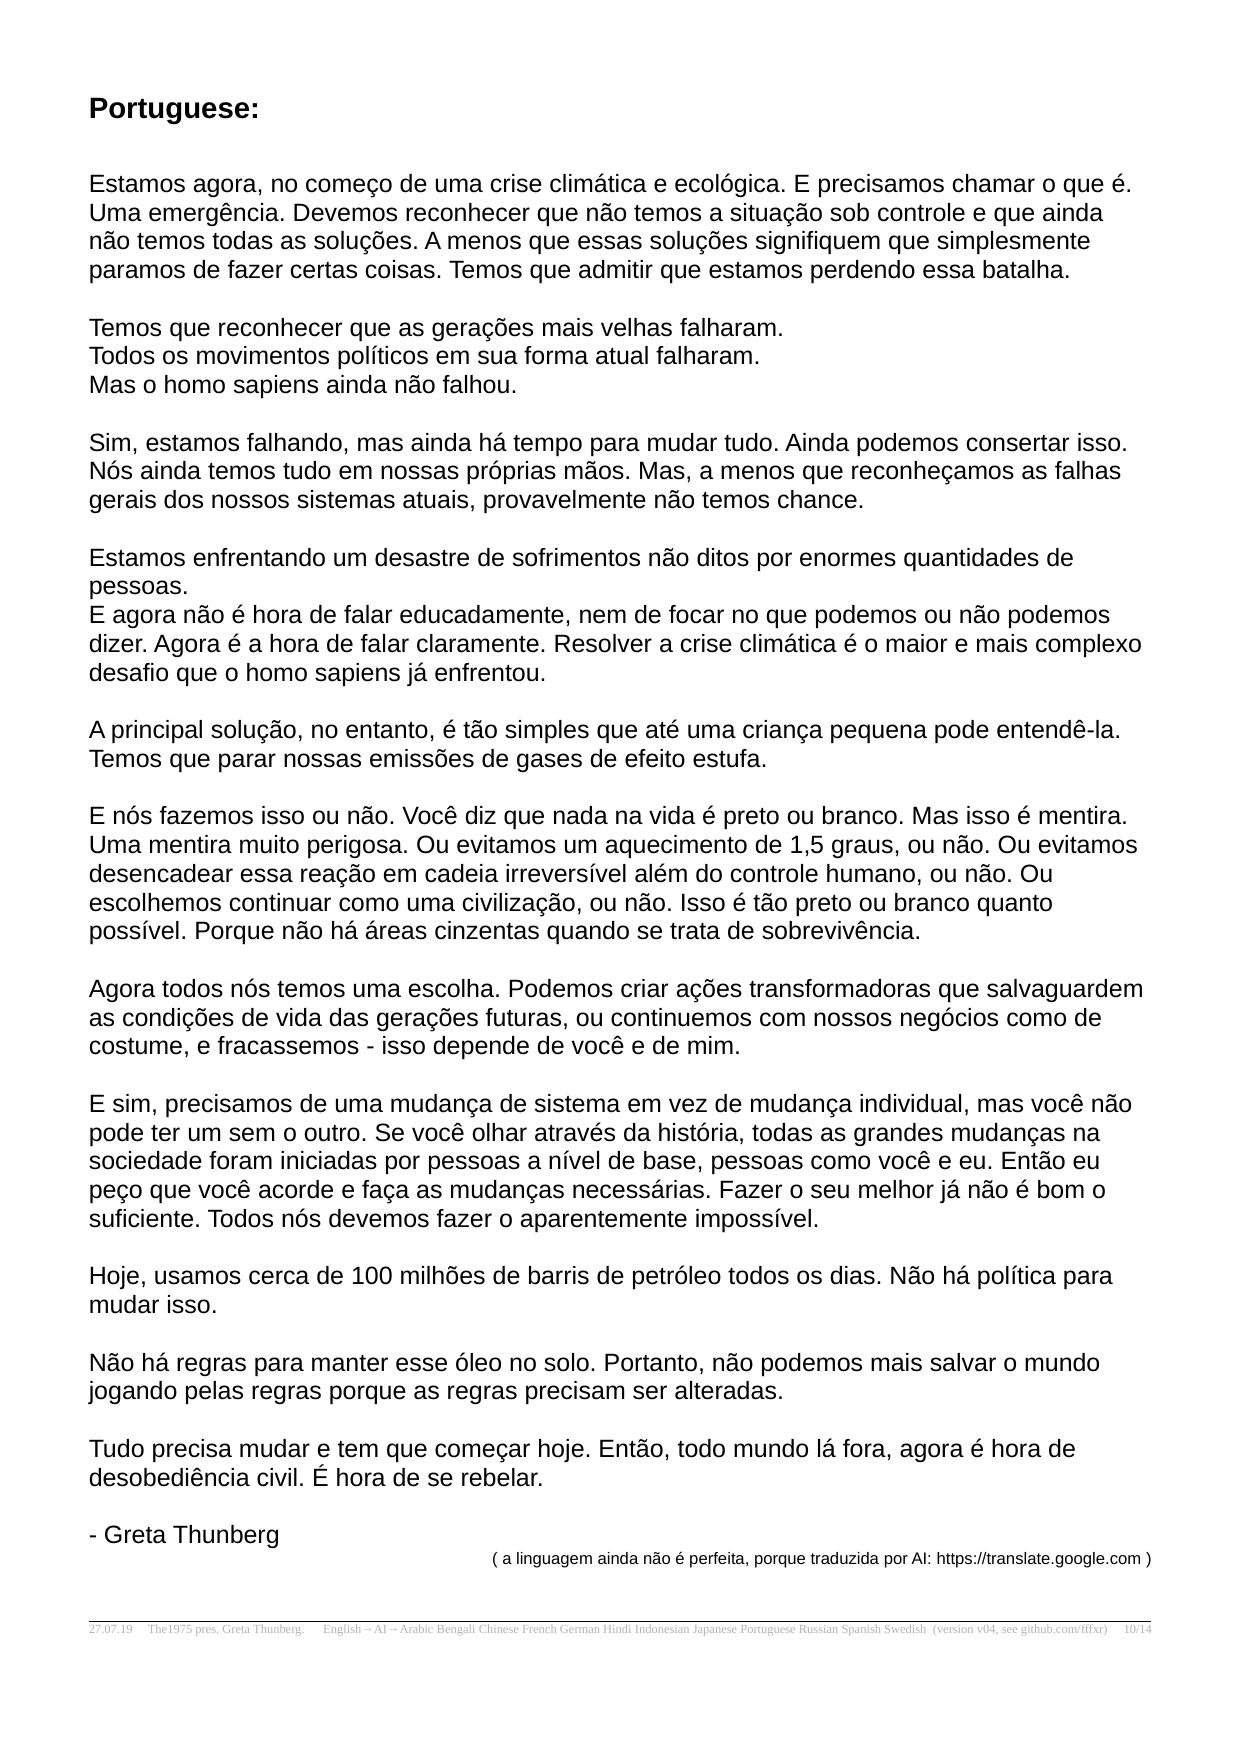 Portuguese:
Estamos agora, no começo de uma crise climática e ecológica. E precisamos chamar o que é.
Uma emergência. Devemos reconhecer que não temos a situação sob controle e que ainda
não temos todas as soluções. A menos que essas soluções signifiquem que simplesmente
paramos de fazer certas coisas. Temos que admitir que estamos perdendo essa batalha.
Temos que reconhecer que as gerações mais velhas falharam.
Todos os movimentos políticos em sua forma atual falharam.
Mas o homo sapiens ainda não falhou.
Sim, estamos falhando, mas ainda há tempo para mudar tudo. Ainda podemos consertar isso.
Nós ainda temos tudo em nossas próprias mãos. Mas, a menos que reconheçamos as falhas
gerais dos nossos sistemas atuais, provavelmente não temos chance.
Estamos enfrentando um desastre de sofrimentos não ditos por enormes quantidades de
pessoas.
E agora não é hora de falar educadamente, nem de focar no que podemos ou não podemos
dizer. Agora é a hora de falar claramente. Resolver a crise climática é o maior e mais complexo
desafio que o homo sapiens já enfrentou.
A principal solução, no entanto, é tão simples que até uma criança pequena pode entendê-la.
Temos que parar nossas emissões de gases de efeito estufa.
E nós fazemos isso ou não. Você diz que nada na vida é preto ou branco. Mas isso é mentira.
Uma mentira muito perigosa. Ou evitamos um aquecimento de 1,5 graus, ou não. Ou evitamos
desencadear essa reação em cadeia irreversível além do controle humano, ou não. Ou
escolhemos continuar como uma civilização, ou não. Isso é tão preto ou branco quanto
possível. Porque não há áreas cinzentas quando se trata de sobrevivência.
Agora todos nós temos uma escolha. Podemos criar ações transformadoras que salvaguardem
as condições de vida das gerações futuras, ou continuemos com nossos negócios como de
costume, e fracassemos - isso depende de você e de mim.
E sim, precisamos de uma mudança de sistema em vez de mudança individual, mas você não
pode ter um sem o outro. Se você olhar através da história, todas as grandes mudanças na
sociedade foram iniciadas por pessoas a nível de base, pessoas como você e eu. Então eu
peço que você acorde e faça as mudanças necessárias. Fazer o seu melhor já não é bom o
suficiente. Todos nós devemos fazer o aparentemente impossível.
Hoje, usamos cerca de 100 milhões de barris de petróleo todos os dias. Não há política para
mudar isso.
Não há regras para manter esse óleo no solo. Portanto, não podemos mais salvar o mundo
jogando pelas regras porque as regras precisam ser alteradas.
Tudo precisa mudar e tem que começar hoje. Então, todo mundo lá fora, agora é hora de
desobediência civil. É hora de se rebelar.
- Greta Thunberg
( a linguagem ainda não é perfeita, porque traduzida por AI: https://translate.google.com )
27.07.19 The1975 pres. Greta Thunberg. English→AI→Arabic Bengali Chinese French German Hindi Indonesian Japanese Portuguese Russian Spanish Swedish (version v04, see github.com/fffxr) 10/14